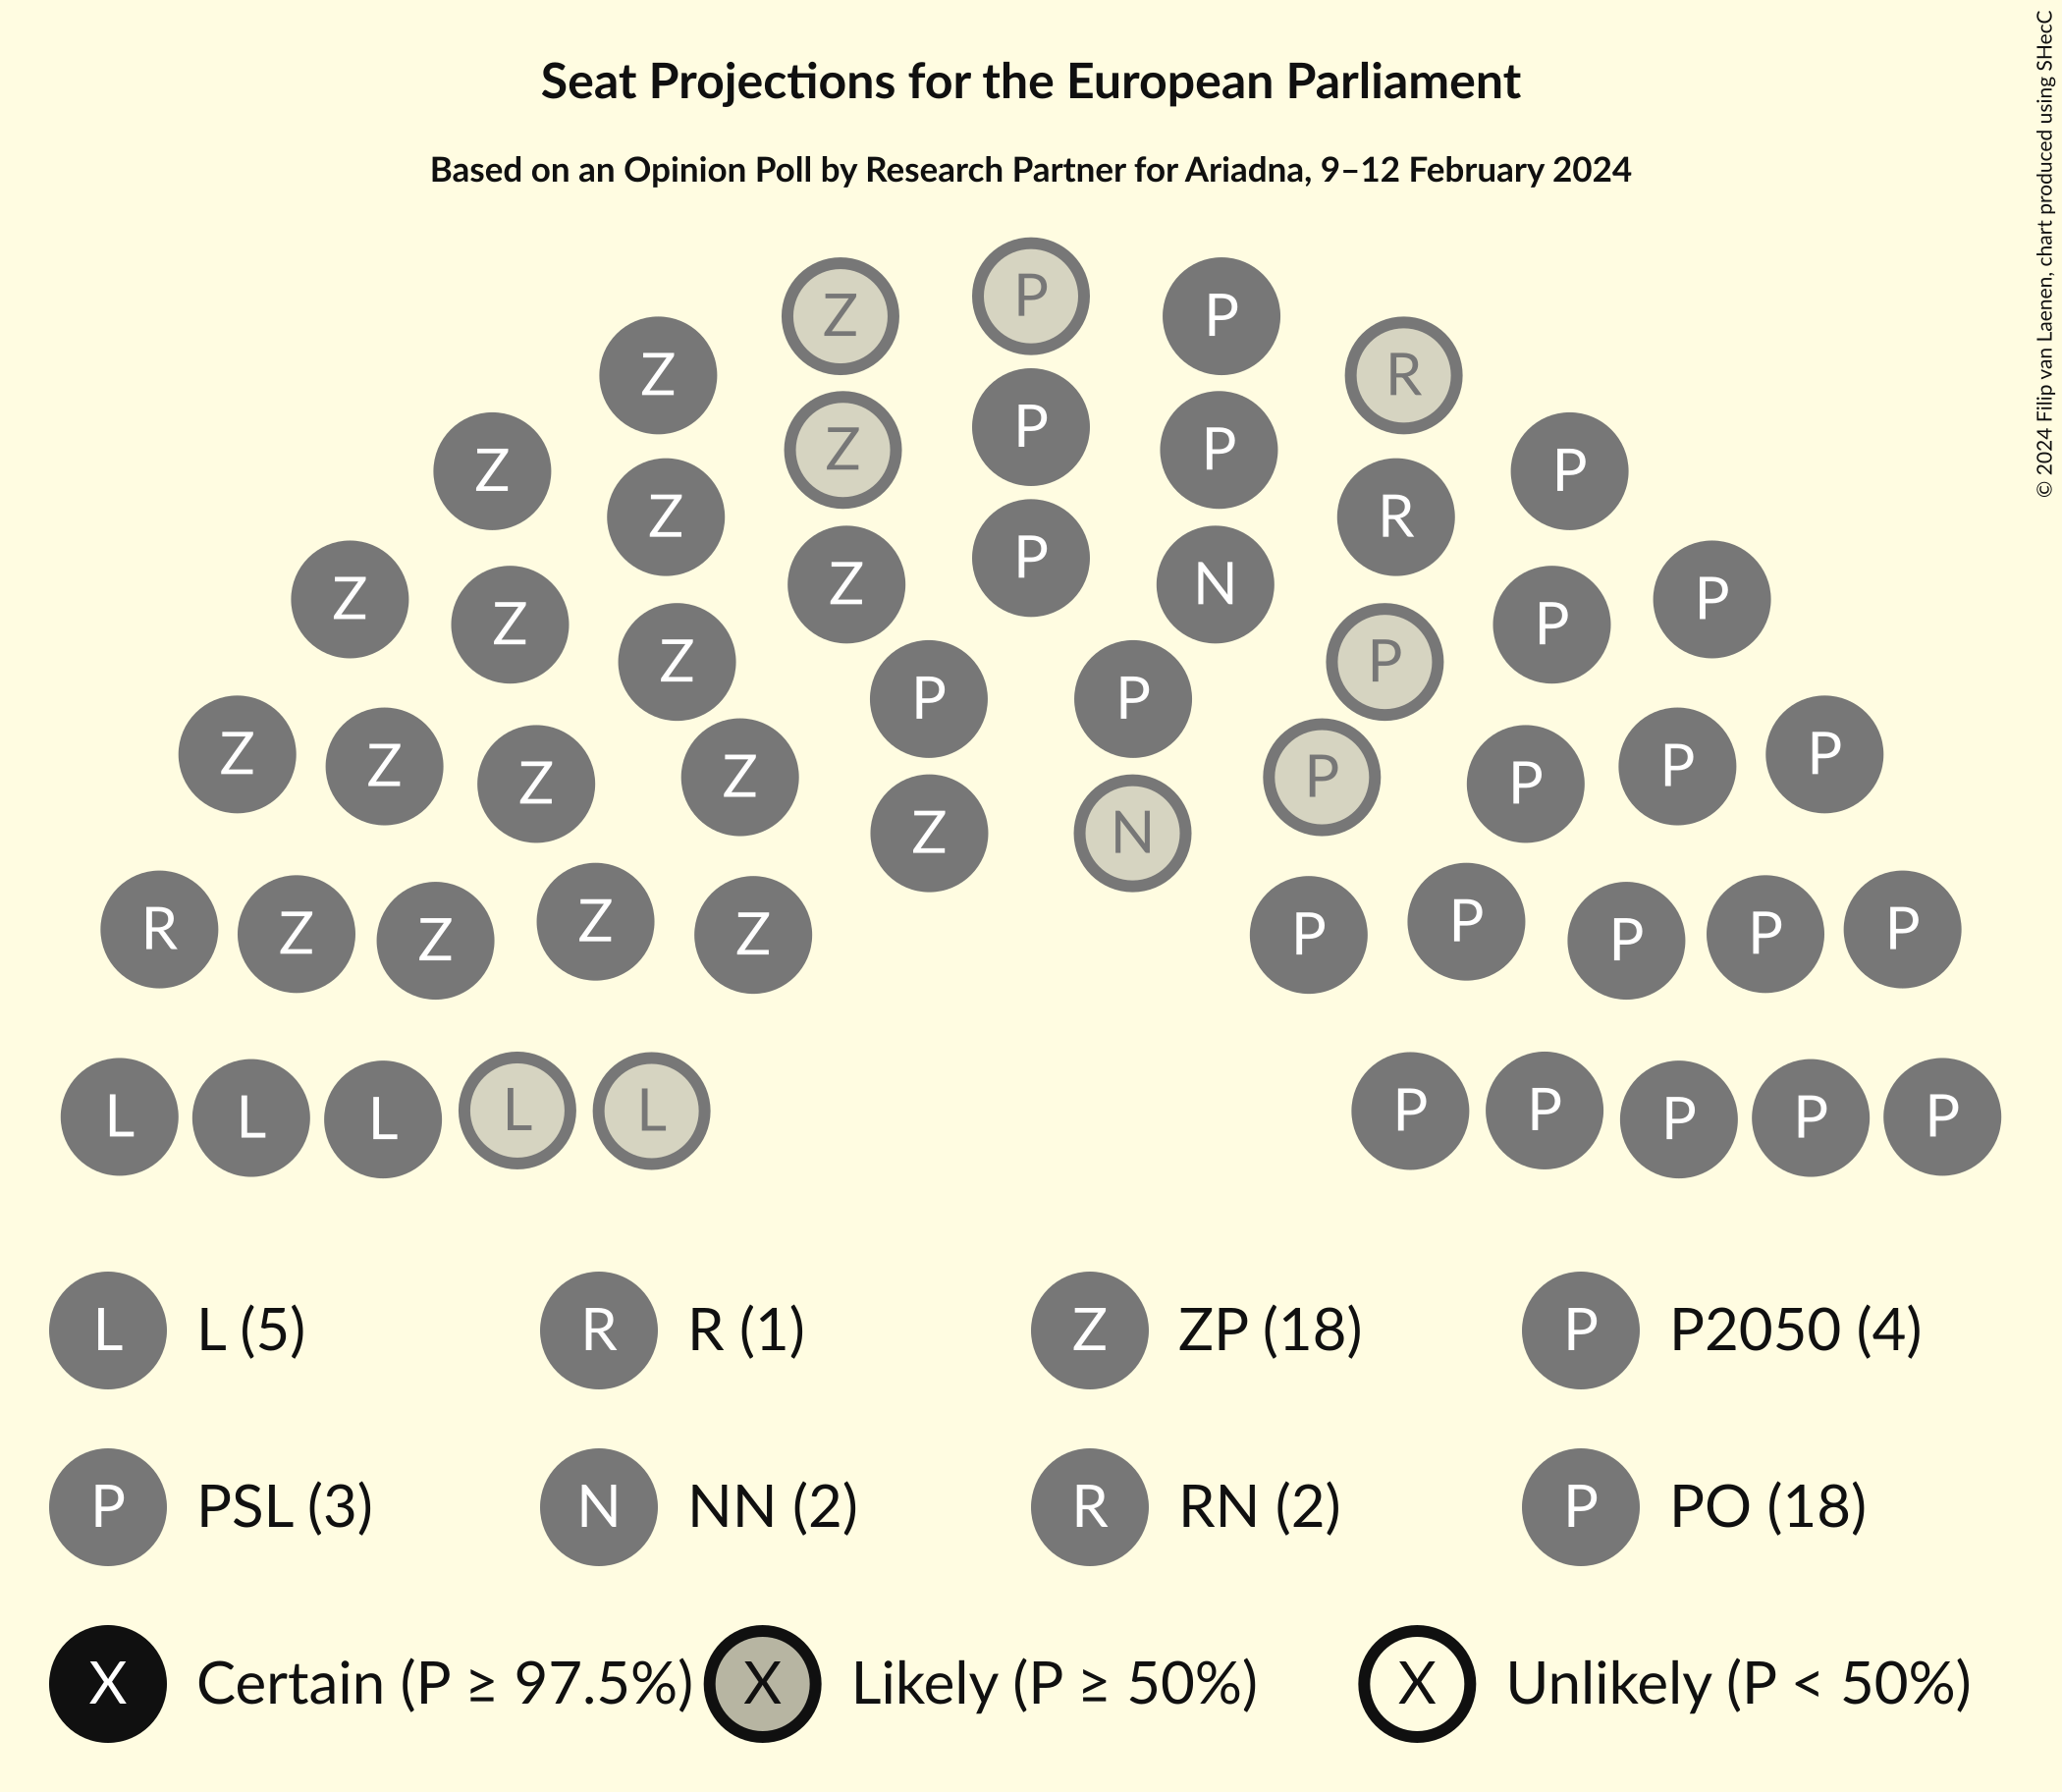 Seat Projections for the European Parliament
Based on an Opinion Poll by Research Partner for Ariadna, 9–12 February 2024
© 2024 Filip van Laenen, chart produced using SHecC
P
Z P
Z R
P
Z P P
Z P
Z R
P
Z N
Z P
Z P
Z P
P P
Z P
Z P
Z P
Z P
Z N
R Z Z Z Z P P P P P
L L L L L P P P P P
L L (5) R R (1) Z ZP (18) P P2050 (4)
P PSL (3) N NN (2) R RN (2) P PO (18)
X Certain (P ≥ 97.5%) X Likely (P ≥ 50%) X Unlikely (P < 50%)